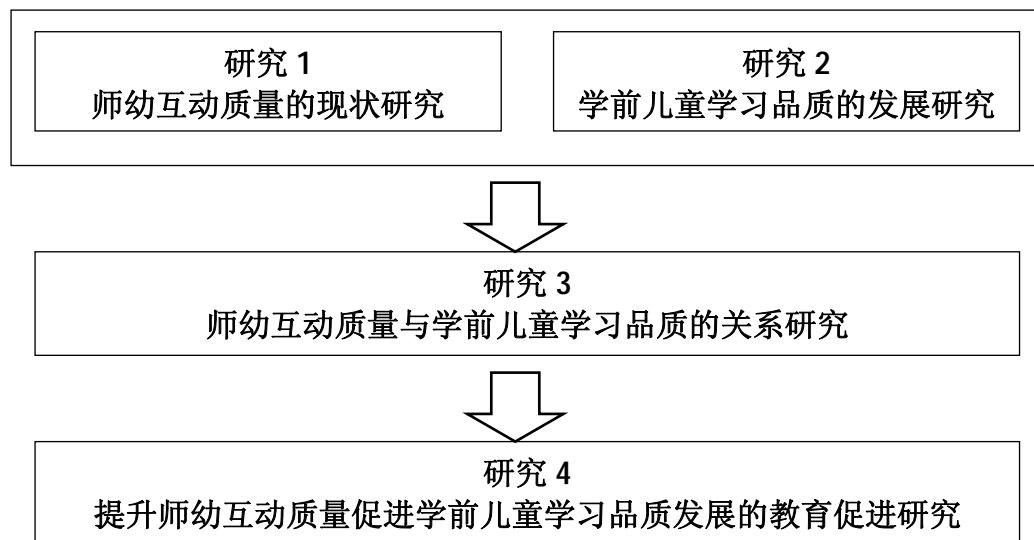 研究 1
师幼互动质量的现状研究
研究 2
学前儿童学习品质的发展研究
研究 3
师幼互动质量与学前儿童学习品质的关系研究
研究 4
提升师幼互动质量促进学前儿童学习品质发展的教育促进研究